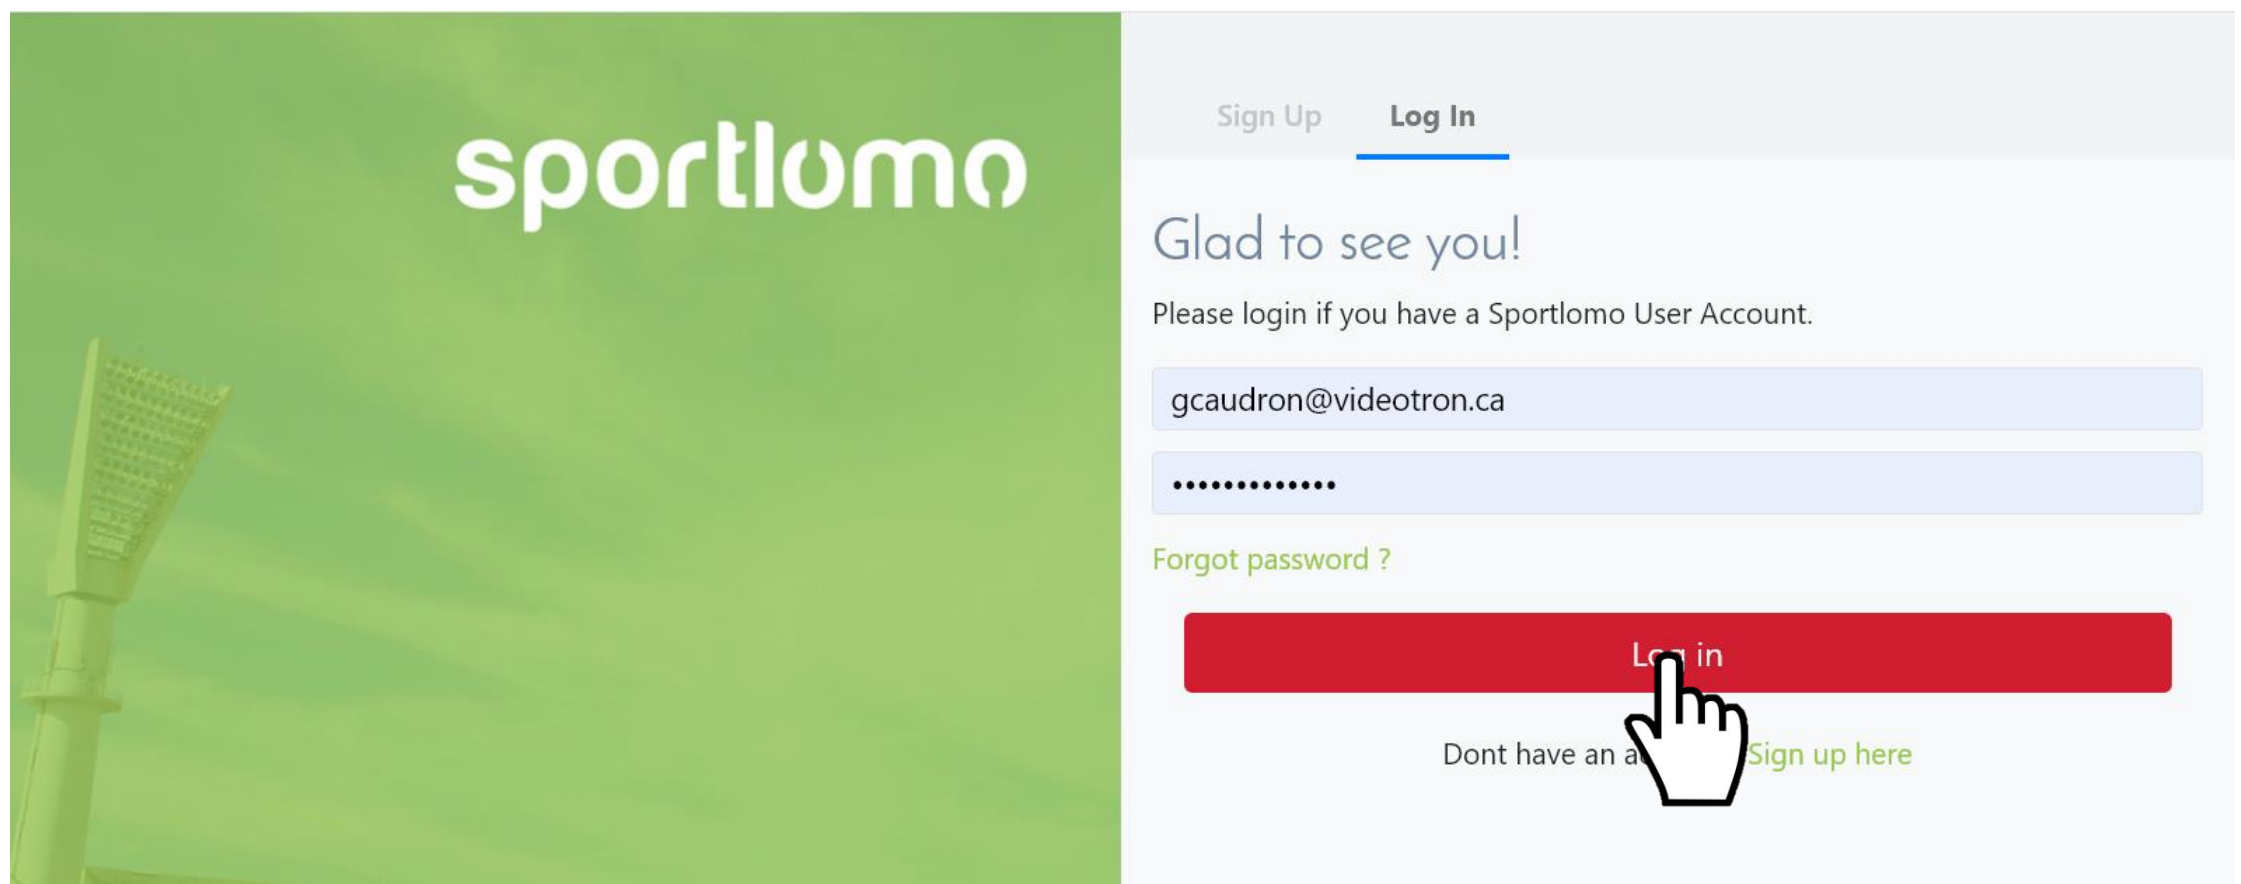 sportlomo
Sign Up
Log In
Glad to see you!
Please login if you have a Sportlomo User Account.
gcaudron@videotron.ca
•••••••••••••
Forgot password ?
Log in
Dont have an Sign up here